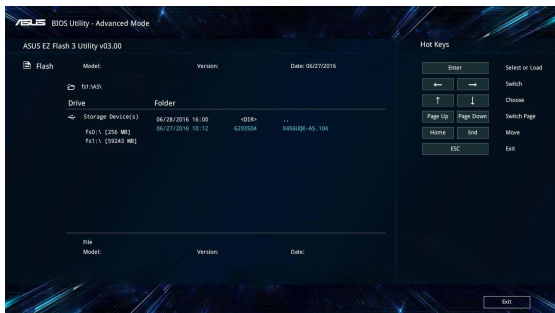 ASUS BIOS Utility - Advanced Mode
ASUS EZ Flash 3 Utility v03.00
Hot Keys
Flash Model: Version: Date: 06/27/2016
fs1:\AS\
Drive Folder
Storage Device(s) 06/28/2016 16:00 <DIR> ..
fs0:\ [256 MB] 06/27/2016 10:12 6293504 X456UQK-AS.104
fs1:\ [59243 MB]
File
Model: Version: Date:
Enter Select or Load
← → Switch
↑ ↓ Choose
Page Up Page Down Switch Page
Home End Move
ESC Exit
Exit